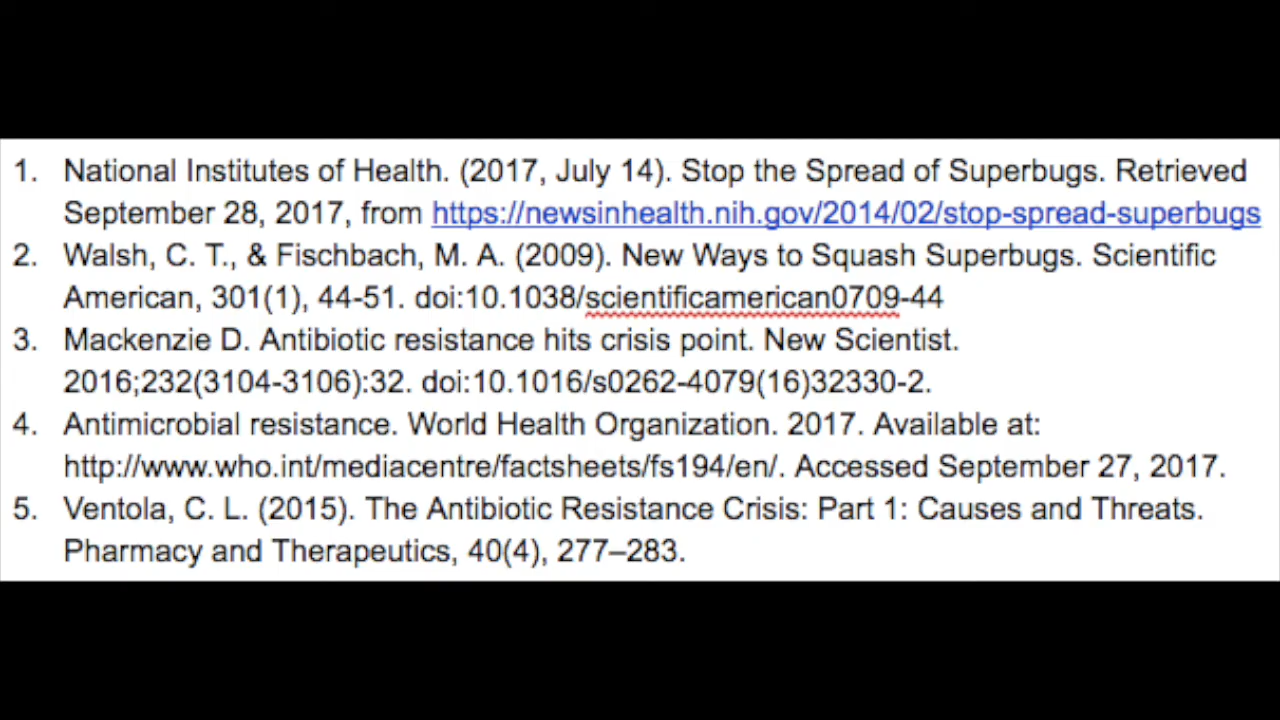 1. National Institutes of Health. (2017, July 14). Stop the Spread of Superbugs. Retrieved
September 28, 2017, from https://newsinhealth.nih.gov/2014/02/stop-spread-superbugs
2. Walsh, C. T., & Fischbach, M. A. (2009). New Ways to Squash Superbugs. Scientific
American, 301(1), 44-51. doi:10.1038/scientificamerican0709-44
3. Mackenzie D. Antibiotic resistance hits crisis point. New Scientist.
2016;232(3104-3106):32. doi:10.1016/s0262-4079(16)32330-2.
4. Antimicrobial resistance. World Health Organization. 2017. Available at:
http://www.who.int/mediacentre/factsheets/fs194/en/. Accessed September 27, 2017.
5. Ventola, C. L. (2015). The Antibiotic Resistance Crisis: Part 1: Causes and Threats.
Pharmacy and Therapeutics, 40(4), 277–283.